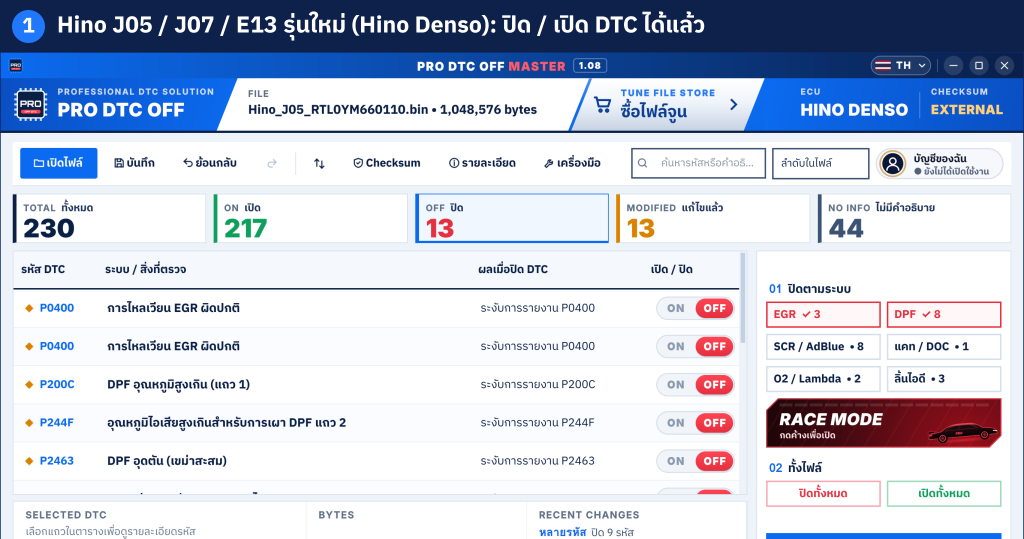 1 Hino J05 / J07 / E13 รุ่นใหม่ (Hino Denso): ปิด / เปิด DTC ได้แล้ว
PRO PRO DTC OFF MASTER 1.08 TH
PRO PROFESSIONAL DTC SOLUTION
PRO DTC OFF
FILE
Hino_J05_RTL0YM660110.bin • 1,048,576 bytes
TUNE FILE STORE
ซื้อไฟล์จูน
ECU
HINO DENSO
CHECKSUM
EXTERNAL
เปิดไฟล์ บันทึก ย้อนกลับ Checksum รายละเอียด เครื่องมือ ค้นหารหัสหรือคำอธิ... ลำดับในไฟล์
บัญชีของฉัน
ยังไม่ได้เปิดใช้งาน
TOTAL ทั้งหมด
230
ON เปิด
217
OFF ปิด
13
MODIFIED แก้ไขแล้ว
13
NO INFO ไม่มีคำอธิบาย
44
รหัส DTC ระบบ / สิ่งที่ตรวจ ผลเมื่อปิด DTC เปิด / ปิด
P0400 การไหลเวียน EGR ผิดปกติ ระงับการรายงาน P0400 ON OFF
P0400 การไหลเวียน EGR ผิดปกติ ระงับการรายงาน P0400 ON OFF
P200C DPF อุณหภูมิสูงเกิน (แถว 1) ระงับการรายงาน P200C ON OFF
P244F อุณหภูมิไอเสียสูงเกินสำหรับการเผา DPF แถว 2 ระงับการรายงาน P244F ON OFF
P2463 DPF อุดตัน (เขม่าสะสม) ระงับการรายงาน P2463 ON OFF
01 ปิดตามระบบ
EGR ✓ 3 DPF ✓ 8
SCR / AdBlue • 8 แคท / DOC • 1
O2 / Lambda • 2 ลิ้นไอดี • 3
RACE MODE
กดค้างเพื่อเปิด
02 ทั้งไฟล์
ปิดทั้งหมด เปิดทั้งหมด
SELECTED DTC
เลือกแถวในตารางเพื่อดูรายละเอียดรหัส
BYTES
RECENT CHANGES
หลายรหัส ปิด 9 รหัส